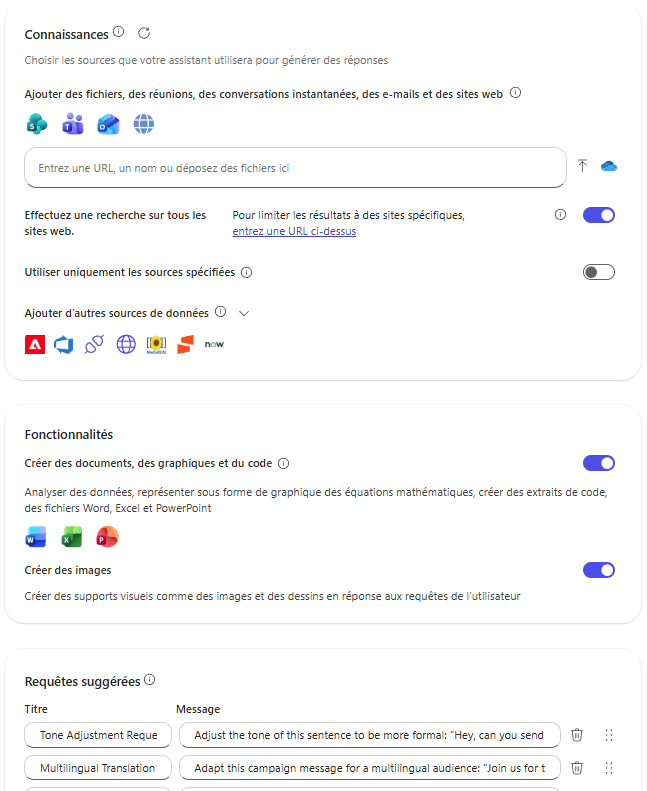 Connaissances
Choisir les sources que votre assistant utilisera pour générer des réponses
Ajouter des fichiers, des réunions, des conversations instantanées, des e-mails et des sites web
Entrez une URL, un nom ou déposez des fichiers ici
Effectuez une recherche sur tous les sites web.
Pour limiter les résultats à des sites spécifiques,
entrez une URL ci-dessus
Utiliser uniquement les sources spécifiées
Ajouter d'autres sources de données
MediaWiki
now
Fonctionnalités
Créer des documents, des graphiques et du code
Analyser des données, représenter sous forme de graphique des équations mathématiques, créer des extraits de code,
des fichiers Word, Excel et PowerPoint
Créer des images
Créer des supports visuels comme des images et des dessins en réponse aux requêtes de l'utilisateur
Requêtes suggérées
Titre Message
Tone Adjustment Reque Adjust the tone of this sentence to be more formal: "Hey, can you send
Multilingual Translation Adapt this campaign message for a multilingual audience: "Join us for t